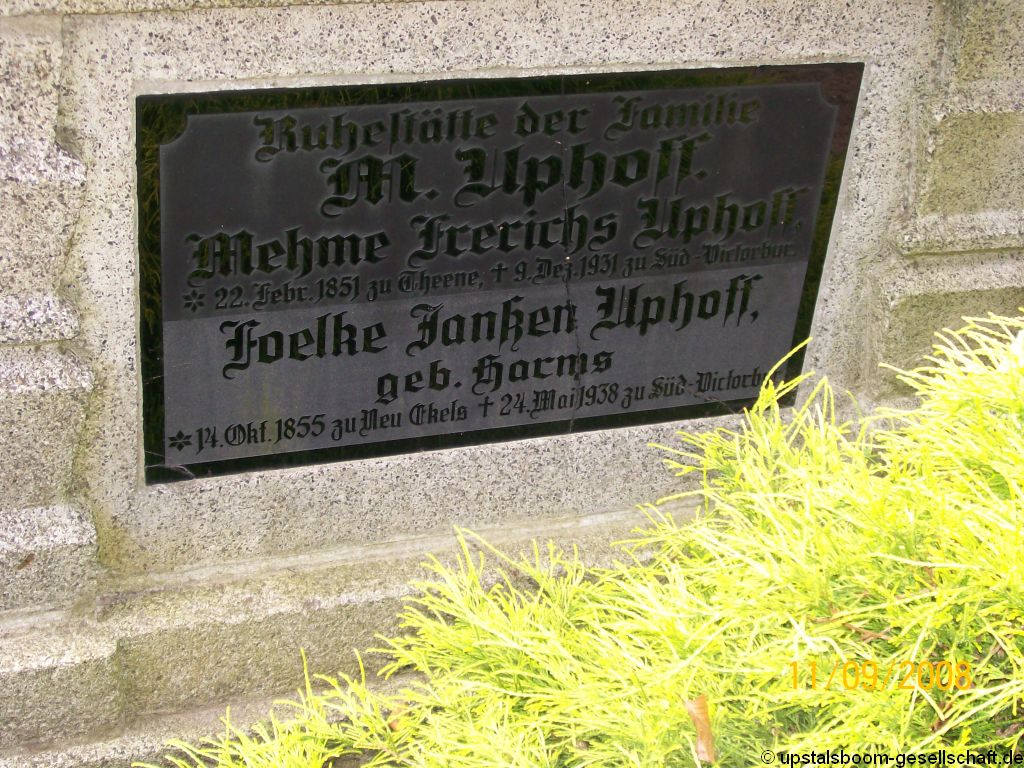 Ruhestätte der Familie
M. Uphoff.
Mehme Frerichs Uphoff,
* 22. Febr. 1851 zu Theene, † 9. Dez. 1931 zu Süd-Victorbur.
Foelke Janßen Uphoff,
geb. Harms
* 14. Okt. 1855 zu Neu Ekels † 24. Mai 1938 zu Süd-Victorbur
11/09/2008
© upstalsboom-gesellschaft.de